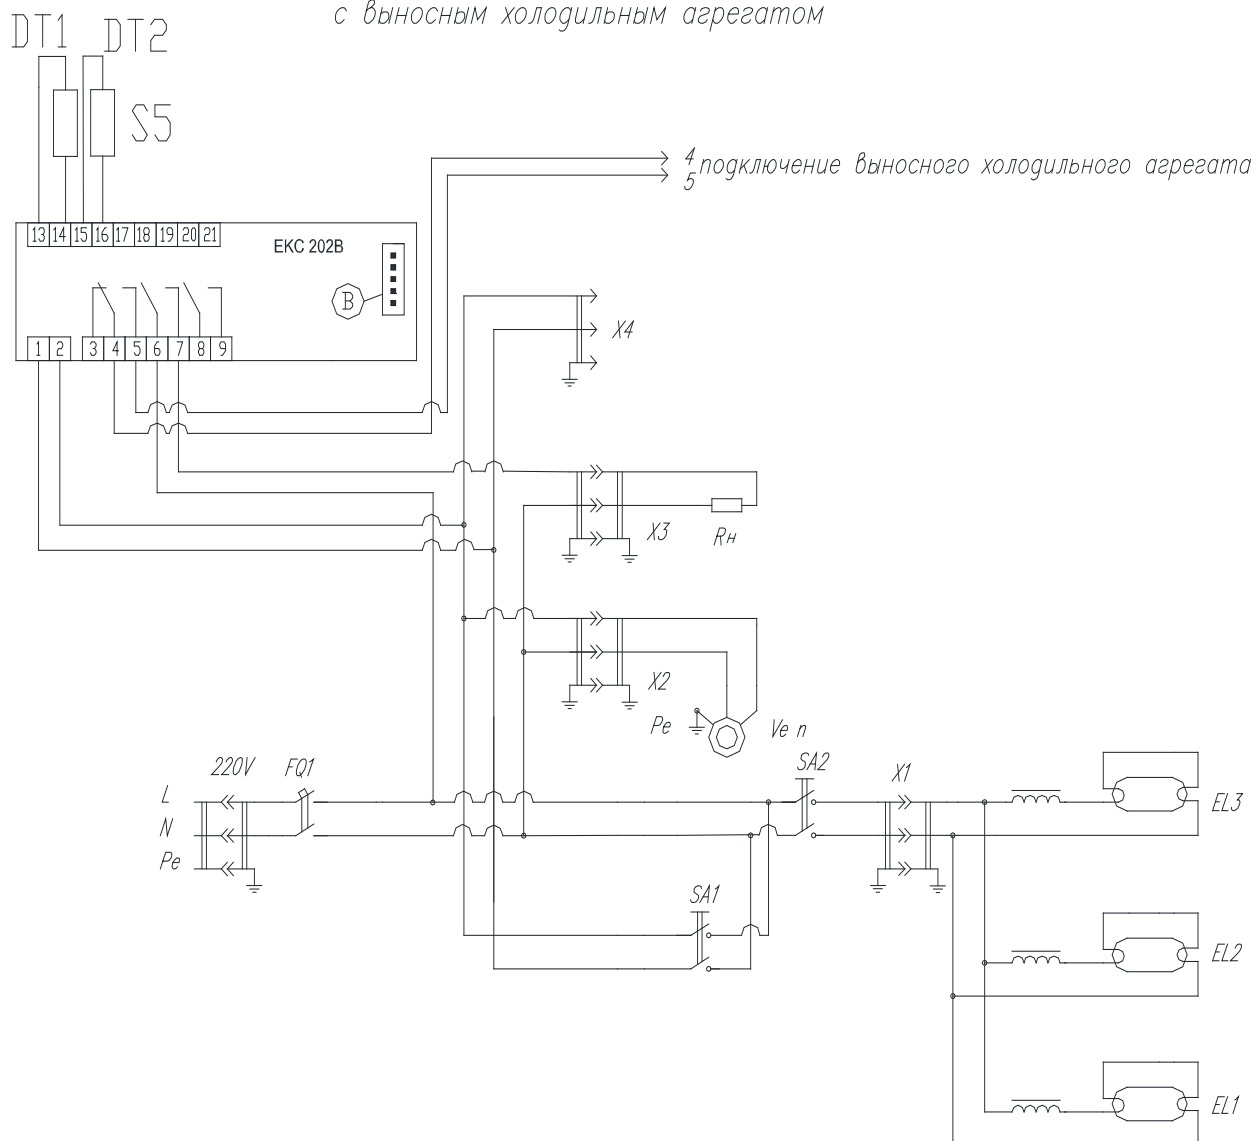 с выносным холодильным агрегатом
DT1 DT2
S5
4
подключение выносного холодильного агрегата
5
13 14 15 16 17 18 19 20 21
EKC 202B
B
X4
1 2 3 4 5 6 7 8 9
X3 Rн
X2
Pe Ve n
220V FQ1 SA2 X1
L
EL3
N
Pe
SA1
EL2
EL1